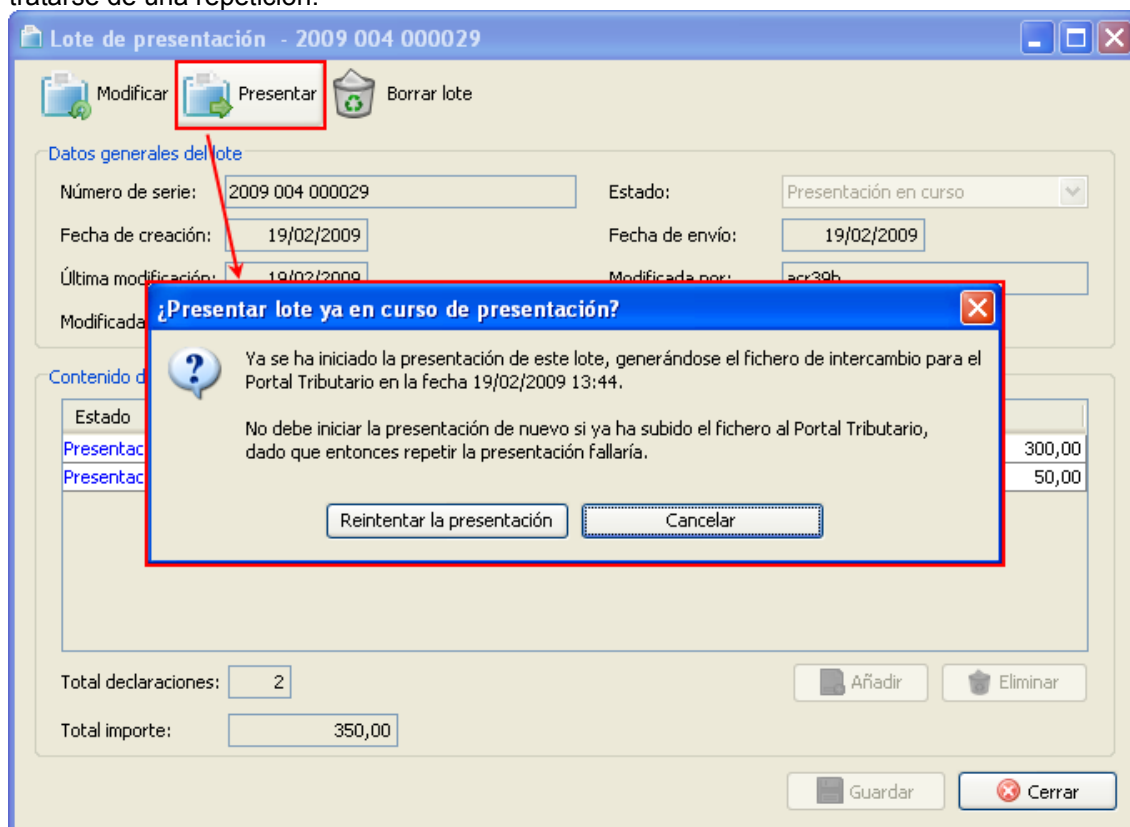 tratarse de una repetición.
Lote de presentación - 2009 004 000029
Modificar Presentar Borrar lote
Datos generales del lote
Número de serie: 2009 004 000029 Estado: Presentación en curso
Fecha de creación: 19/02/2009 Fecha de envío: 19/02/2009
Última modificación: 19/02/2009 Modificada por: acr39b
Modificada
¿Presentar lote ya en curso de presentación?
Ya se ha iniciado la presentación de este lote, generándose el fichero de intercambio para el
Portal Tributario en la fecha 19/02/2009 13:44.
No debe iniciar la presentación de nuevo si ya ha subido el fichero al Portal Tributario,
dado que entonces repetir la presentación fallaría.
Reintentar la presentación Cancelar
Contenido d
Estado
Presentac 300,00
Presentac 50,00
Total declaraciones: 2 Añadir Eliminar
Total importe: 350,00
Guardar Cerrar